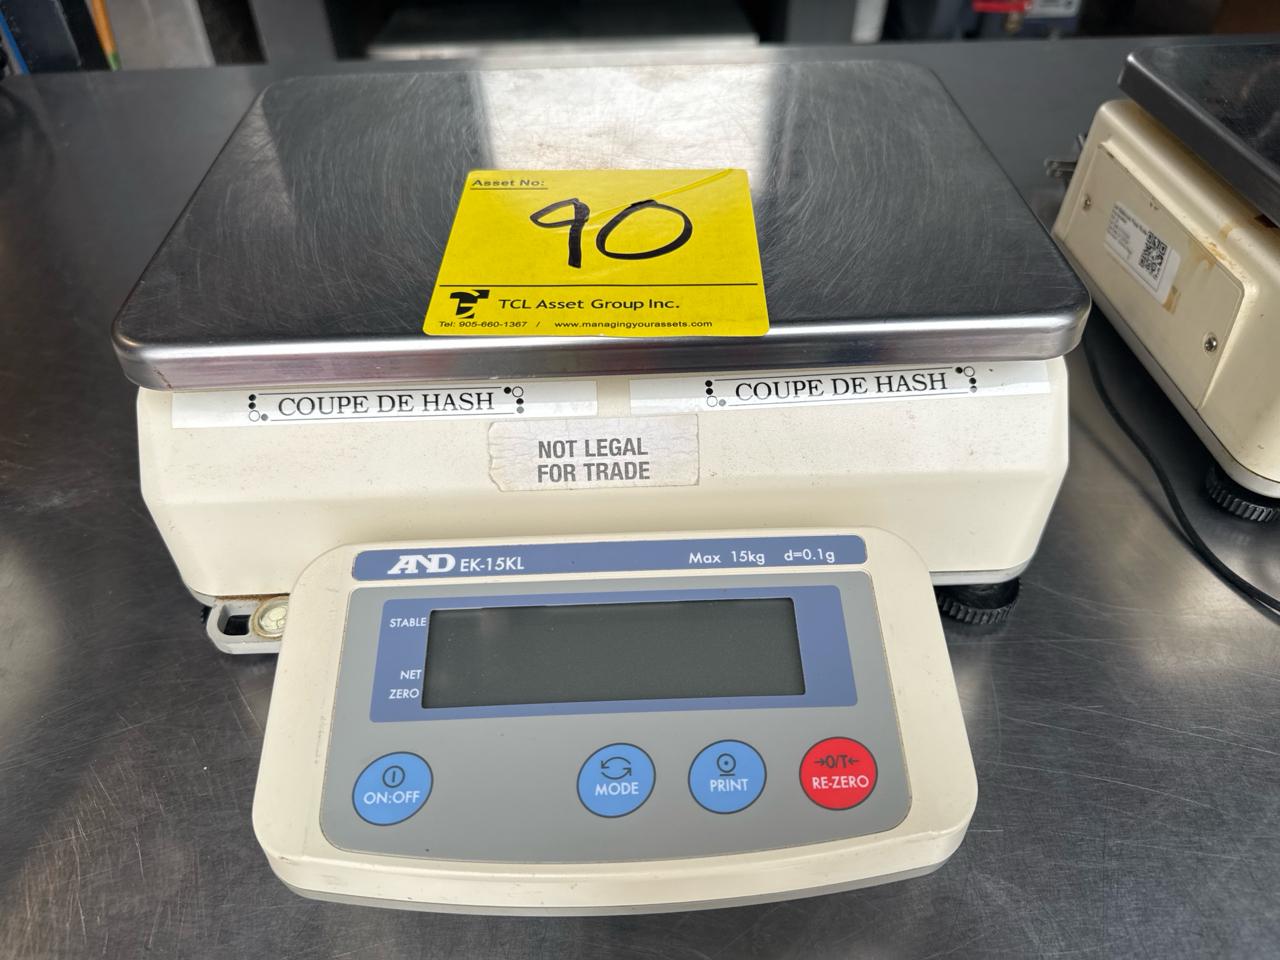 Asset No:
90
TCL Asset Group Inc.
Tel: 905-660-1367 / www.managingyourassets.com
COUPE DE HASH
COUPE DE HASH
NOT LEGAL
FOR TRADE
AND EK-15KL Max 15kg d=0.1g
STABLE
NET
ZERO
ON:OFF
MODE
PRINT
→0/T←
RE-ZERO